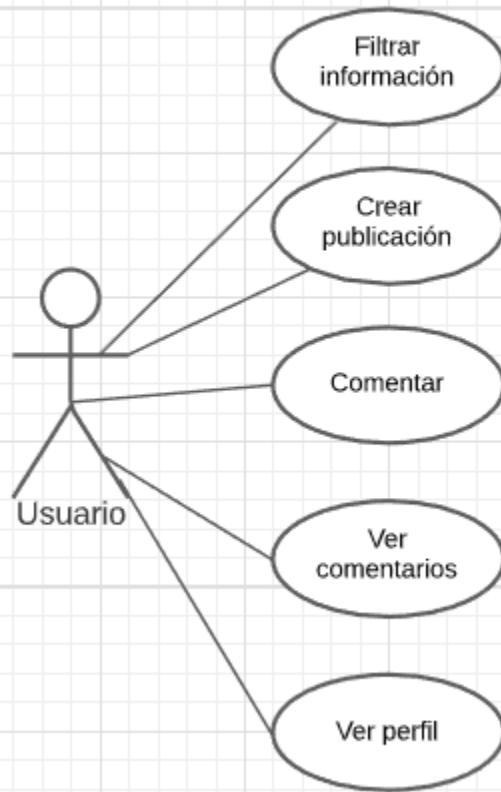 Filtrar
información
Crear
publicación
Comentar
Usuario
Ver
comentarios
Ver perfil